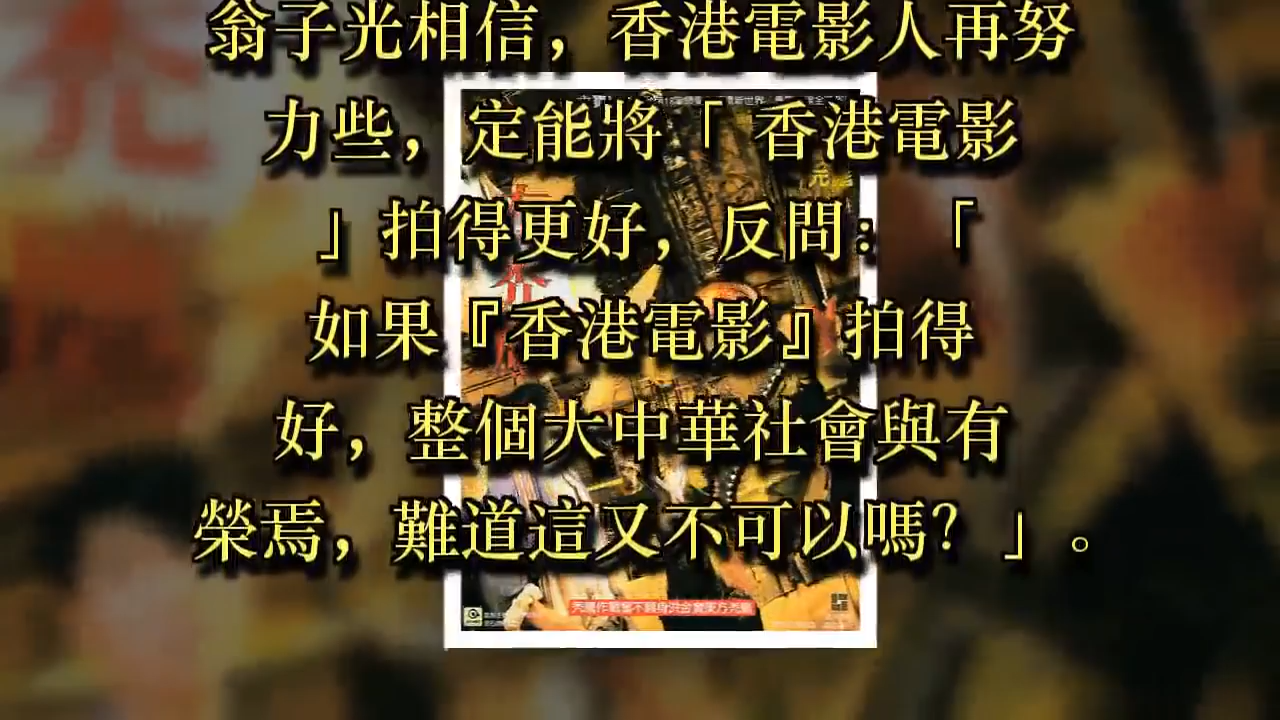 翁子光相信，香港電影人再努
力些，定能將「 香港電影
」拍得更好，反問：「
如果『香港電影』拍得
好，整個大中華社會與有
榮焉，難道這又不可以嗎？」。